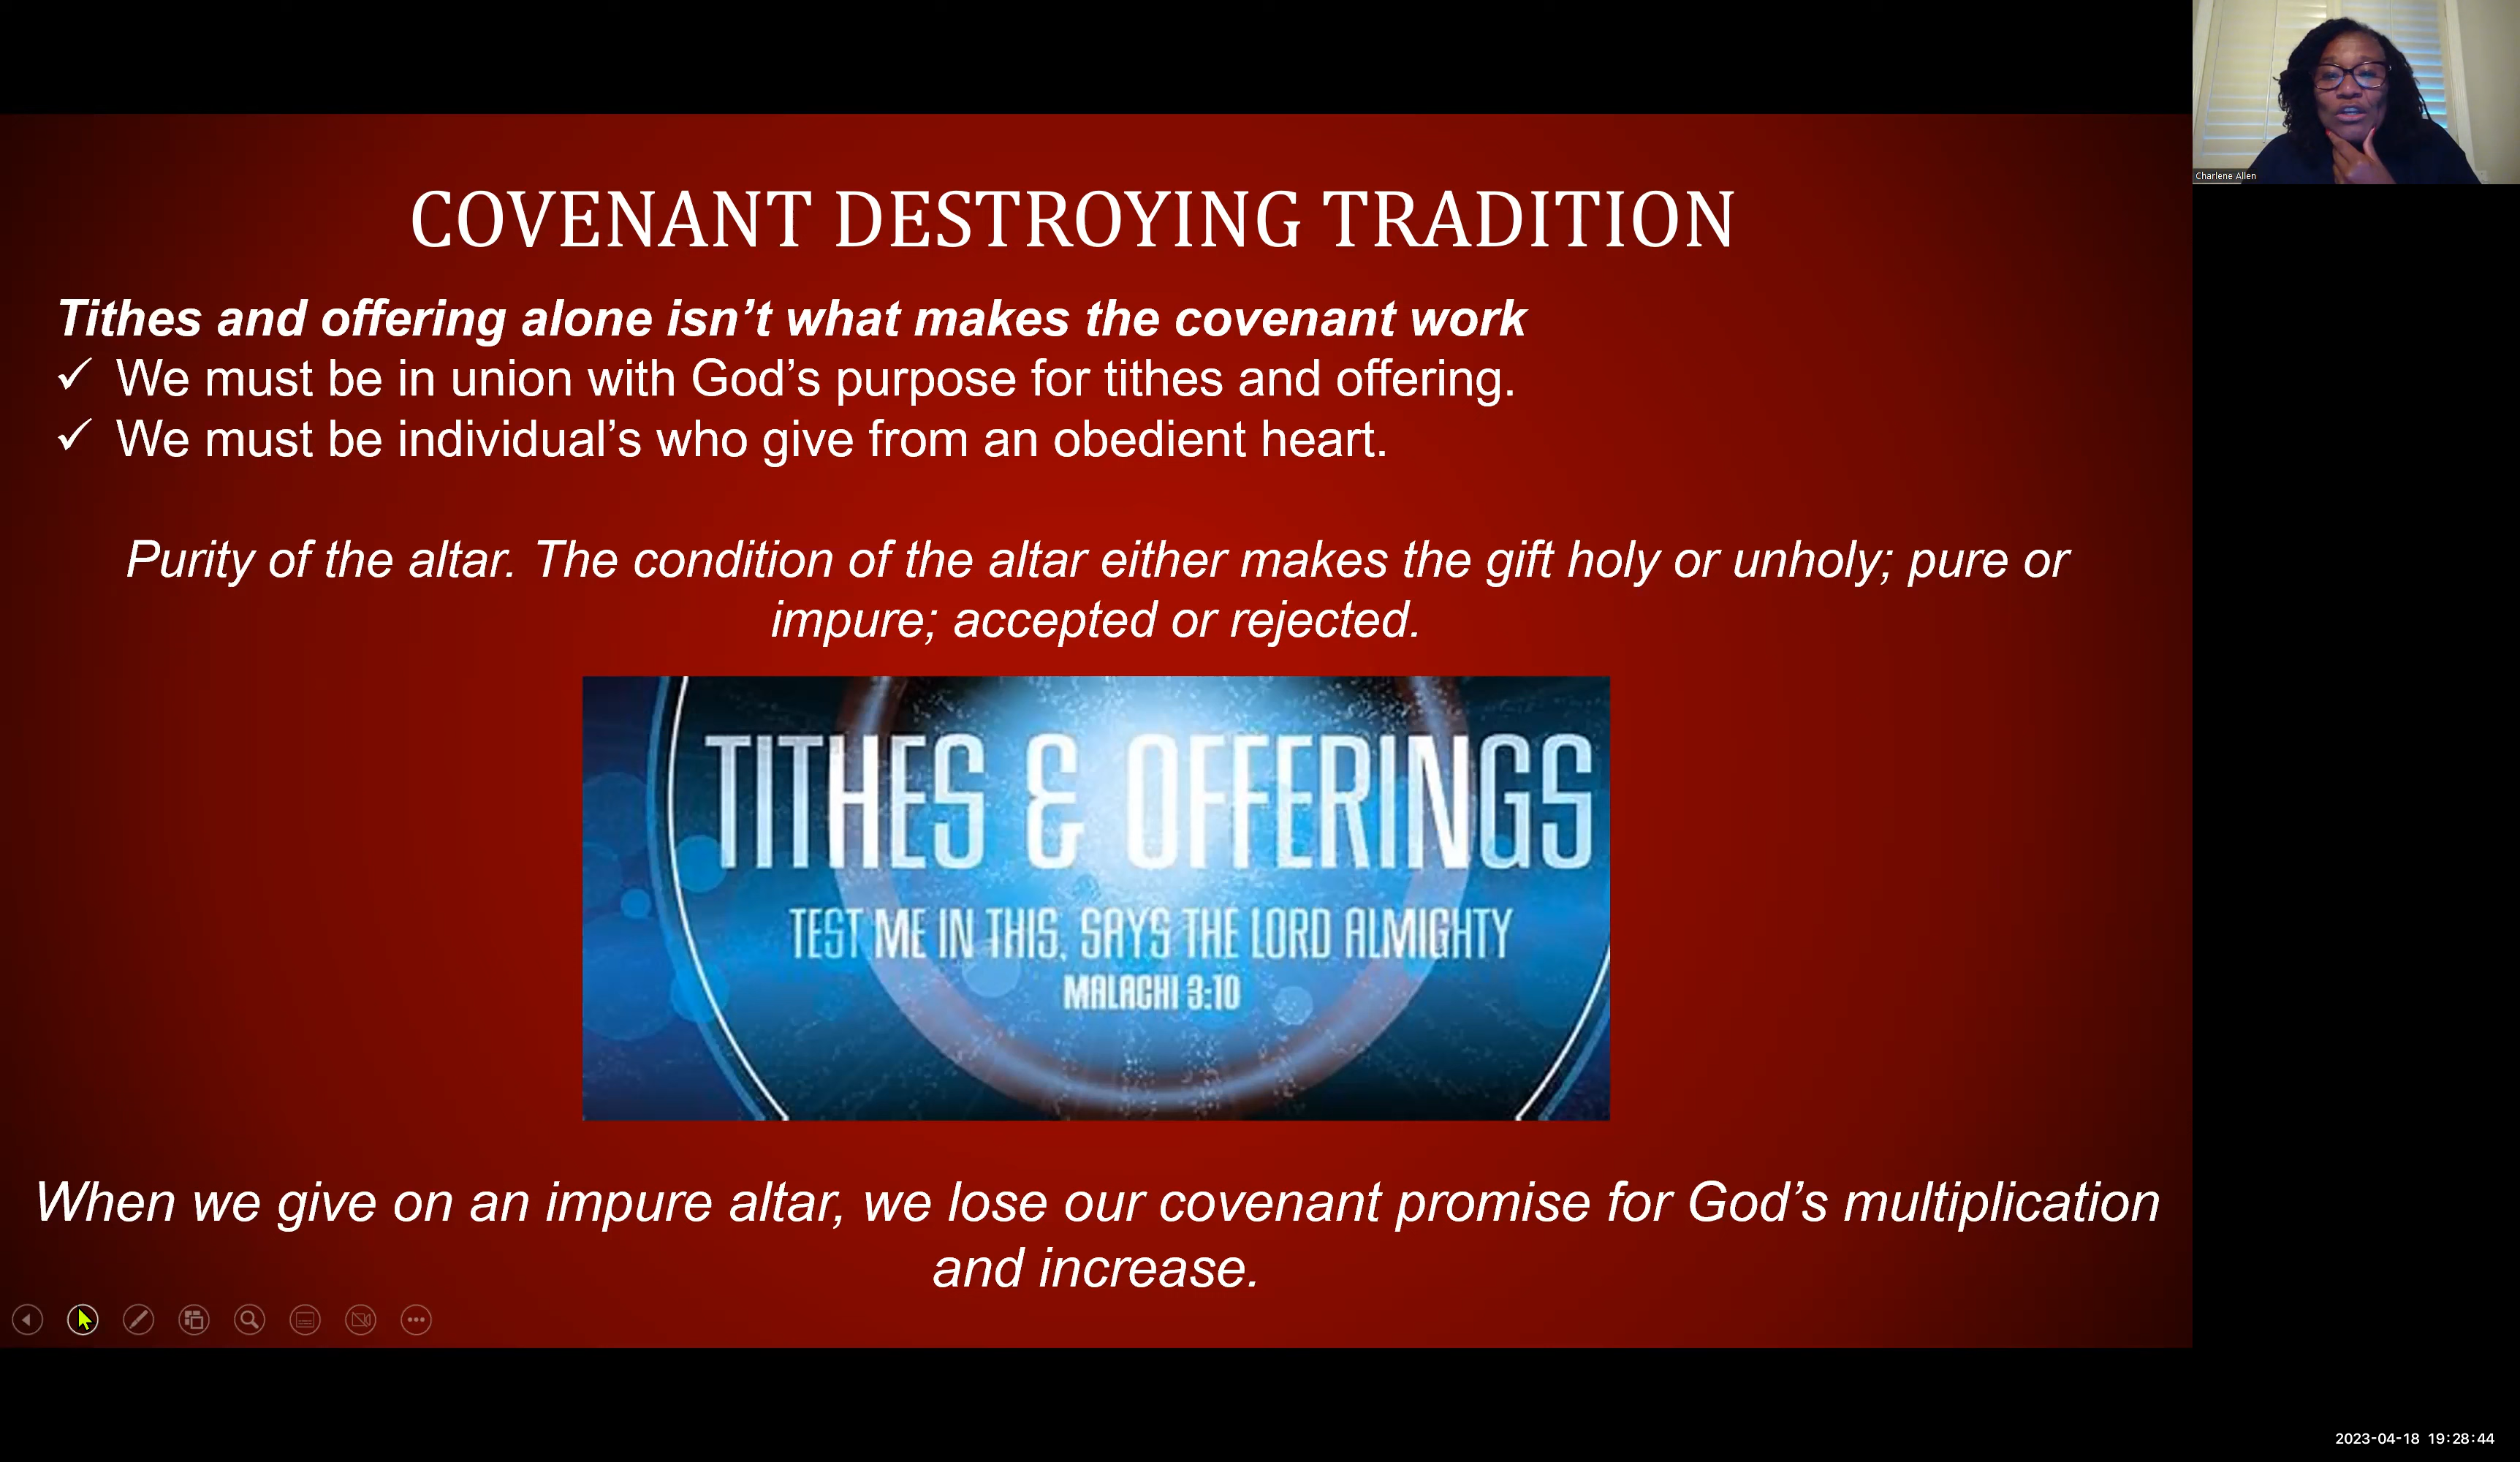 Charlene Allen
COVENANT DESTROYING TRADITION
Tithes and offering alone isn’t what makes the covenant work
✓ We must be in union with God’s purpose for tithes and offering.
✓ We must be individual’s who give from an obedient heart.
Purity of the altar. The condition of the altar either makes the gift holy or unholy; pure or
impure; accepted or rejected.
TITHES & OFFERINGS
TEST ME IN THIS, SAYS THE LORD ALMIGHTY
MALACHI 3:10
When we give on an impure altar, we lose our covenant promise for God’s multiplication
and increase.
2023-04-18 19:28:44